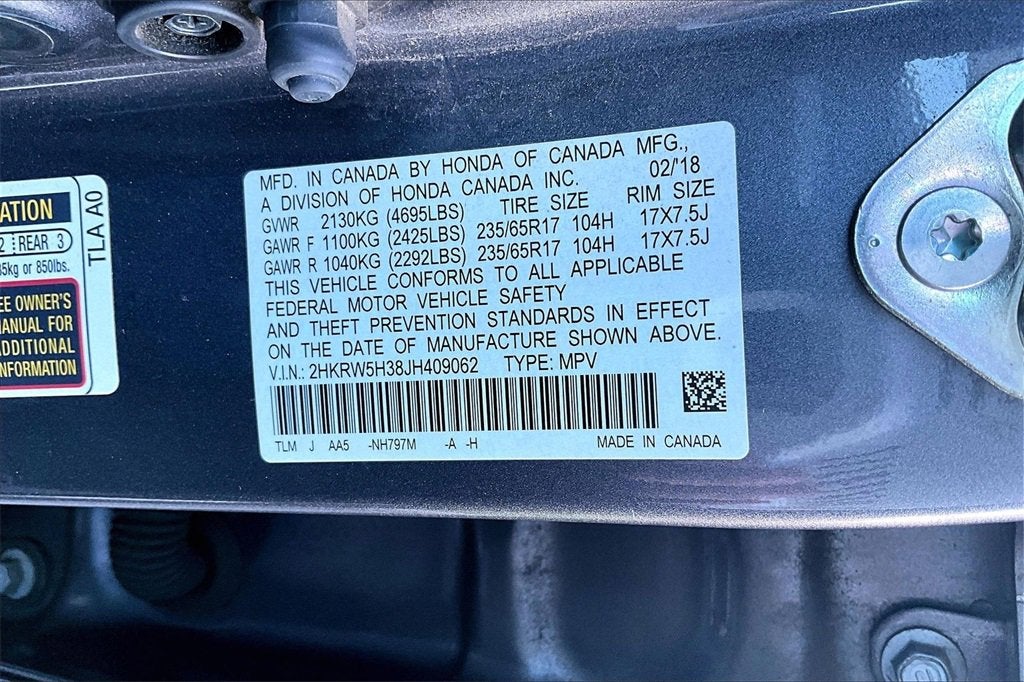 ATION
2 REAR 3
85kg or 850lbs.
EE OWNER'S
MANUAL FOR
ADDITIONAL
INFORMATION
TLA A0
MFD. IN CANADA BY HONDA OF CANADA MFG.,
A DIVISION OF HONDA CANADA INC. 02/'18
GVWR 2130KG (4695LBS) TIRE SIZE RIM SIZE
GAWR F 1100KG (2425LBS) 235/65R17 104H 17X7.5J
GAWR R 1040KG (2292LBS) 235/65R17 104H 17X7.5J
THIS VEHICLE CONFORMS TO ALL APPLICABLE
FEDERAL MOTOR VEHICLE SAFETY
AND THEFT PREVENTION STANDARDS IN EFFECT
ON THE DATE OF MANUFACTURE SHOWN ABOVE.
V.I.N.: 2HKRW5H38JH409062 TYPE: MPV
TLM J AA5 -NH797M -A -H MADE IN CANADA